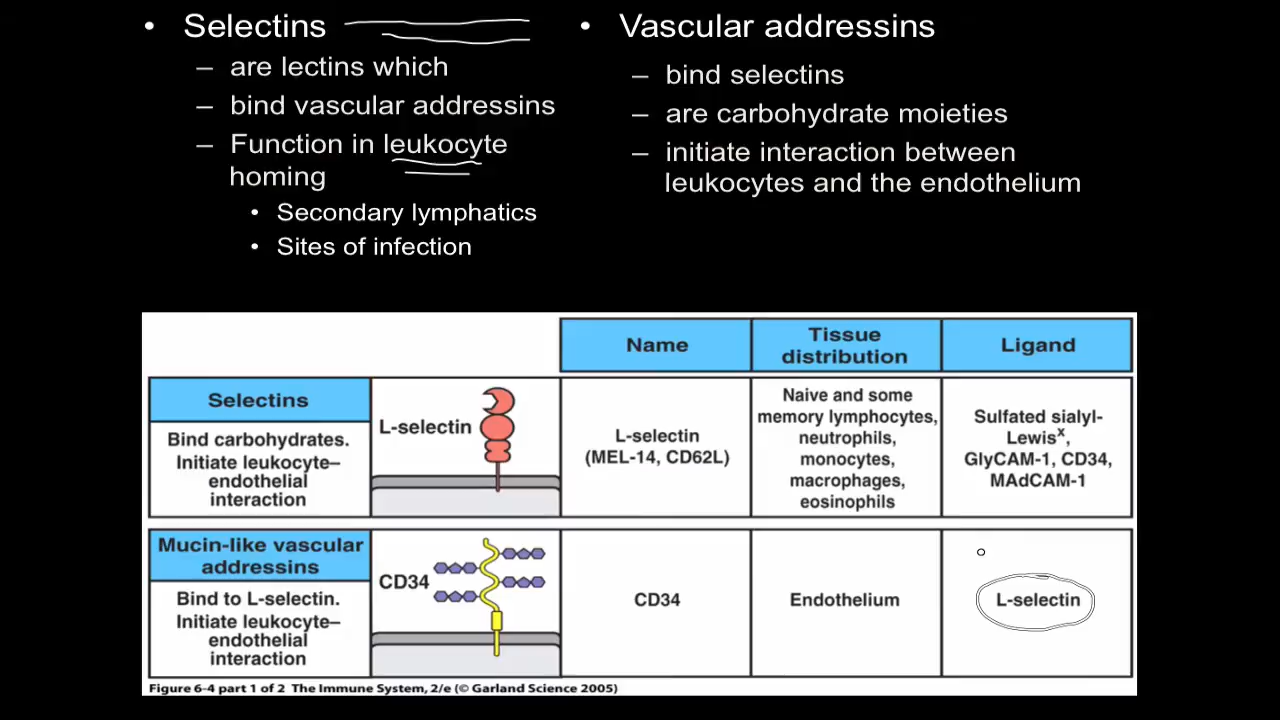 • Selectins
– are lectins which
– bind vascular addressins
– Function in leukocyte
homing
• Secondary lymphatics
• Sites of infection
• Vascular addressins
– bind selectins
– are carbohydrate moieties
– initiate interaction between
leukocytes and the endothelium
Name
Tissue
distribution
Ligand
Selectins
Bind carbohydrates.
Initiate leukocyte–
endothelial
interaction
L-selectin
L-selectin
(MEL-14, CD62L)
Naive and some
memory lymphocytes,
neutrophils,
monocytes,
macrophages,
eosinophils
Sulfated sialyl-
Lewisˣ,
GlyCAM-1, CD34,
MAdCAM-1
Mucin-like vascular
addressins
Bind to L-selectin.
Initiate leukocyte–
endothelial
interaction
CD34
CD34
Endothelium
L-selectin
Figure 6-4 part 1 of 2 The Immune System, 2/e (© Garland Science 2005)